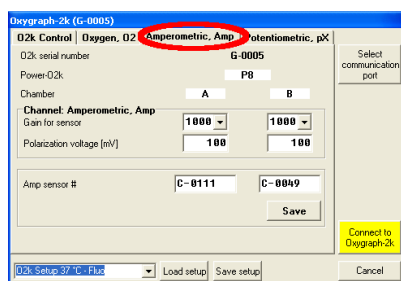 Oxygraph-2k (G-0005)
O2k Control Oxygen, O2 Amperometric, Amp Potentiometric, pX
O2k serial number G-0005
Power-O2k P8
Chamber A B
Channel: Amperometric, Amp
Gain for sensor 1000 1000
Polarization voltage [mV] 100 100
Amp sensor # C-0111 C-0049
Save
Select
communication
port
Connect to
Oxygraph-2k
O2k Setup 37 °C - Fluo Load setup Save setup Cancel